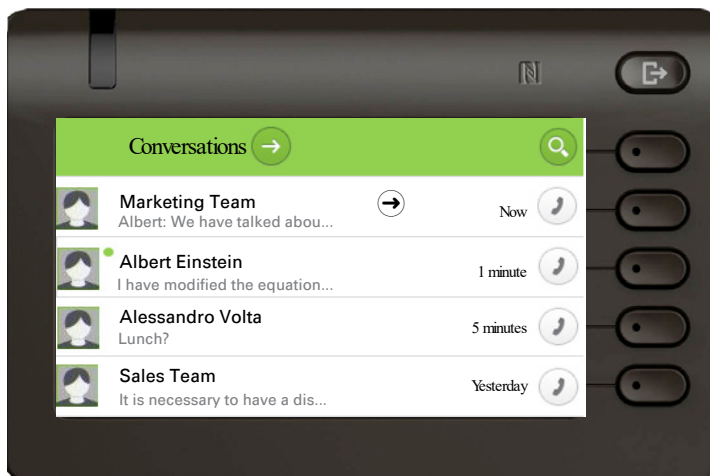 Conversations
Marketing Team
Now
Albert: We have talked abou...
Albert Einstein
1 minute
I have modified the equation...
Alessandro Volta
5 minutes
Lunch?
Sales Team
Yesterday
It is necessary to have a dis...